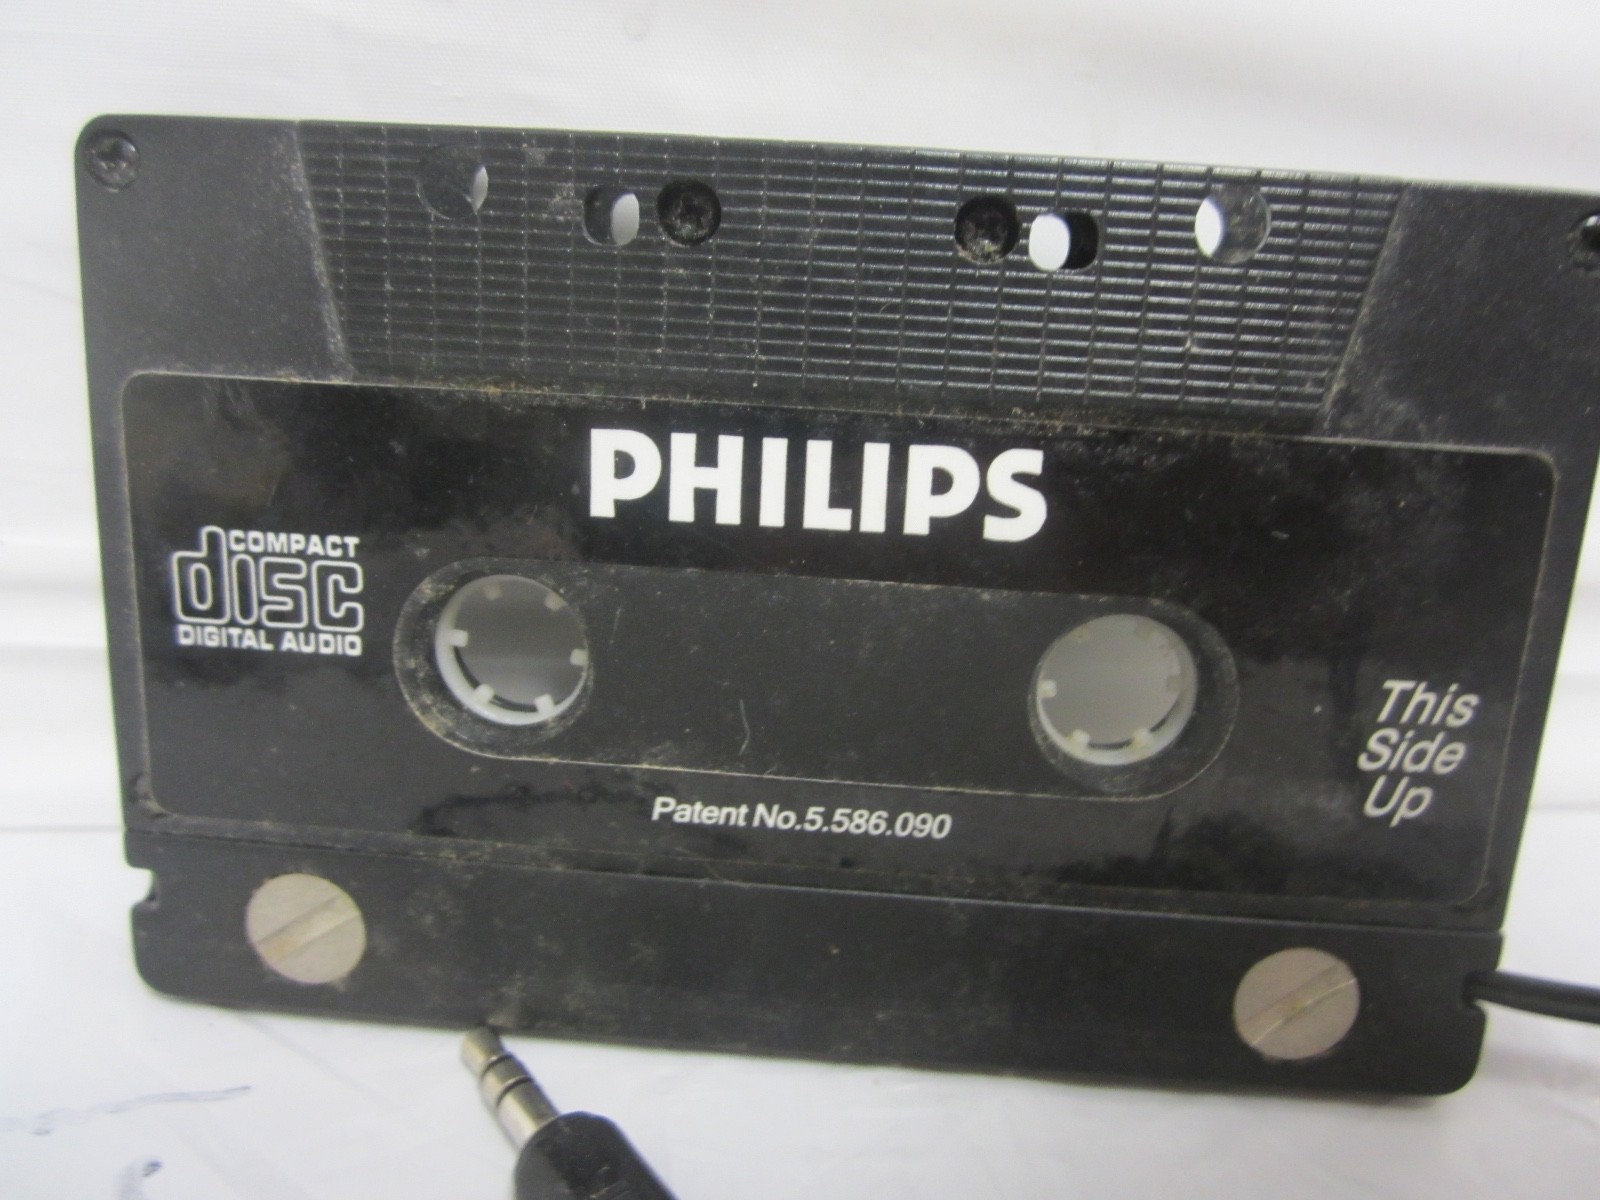 PHILIPS
COMPACT
disc
DIGITAL AUDIO
This
Side
Up
Patent No.5.586.090